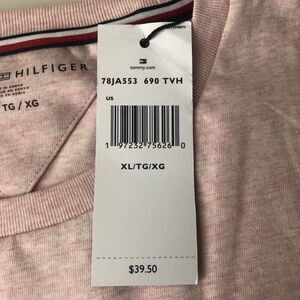 HILFIGER
TG / XG
tommy.com
78JA553 690 TVH
US
1 97232 75626 0
XL/TG/XG
$39.50